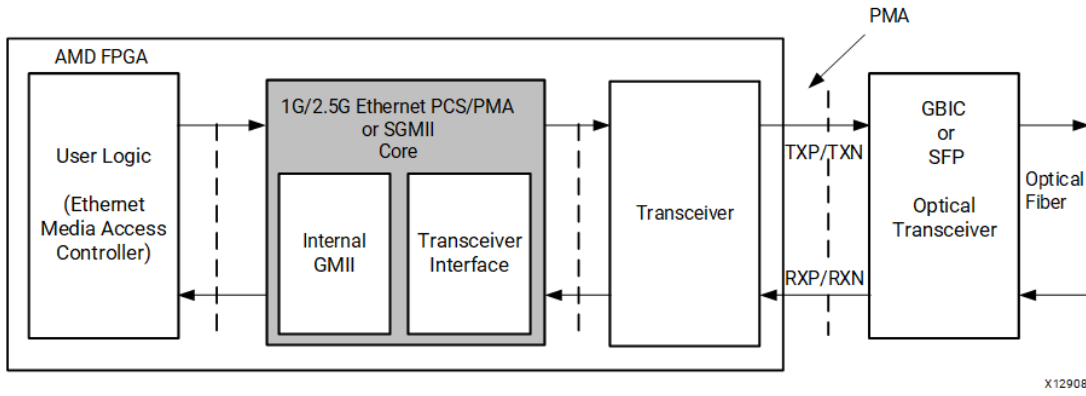 PMA
AMD FPGA
User Logic
(Ethernet
Media Access
Controller)
1G/2.5G Ethernet PCS/PMA
or SGMII
Core
Internal
GMII
Transceiver
Interface
Transceiver
TXP/TXN
RXP/RXN
GBIC
or
SFP
Optical
Transceiver
Optical
Fiber
X12908